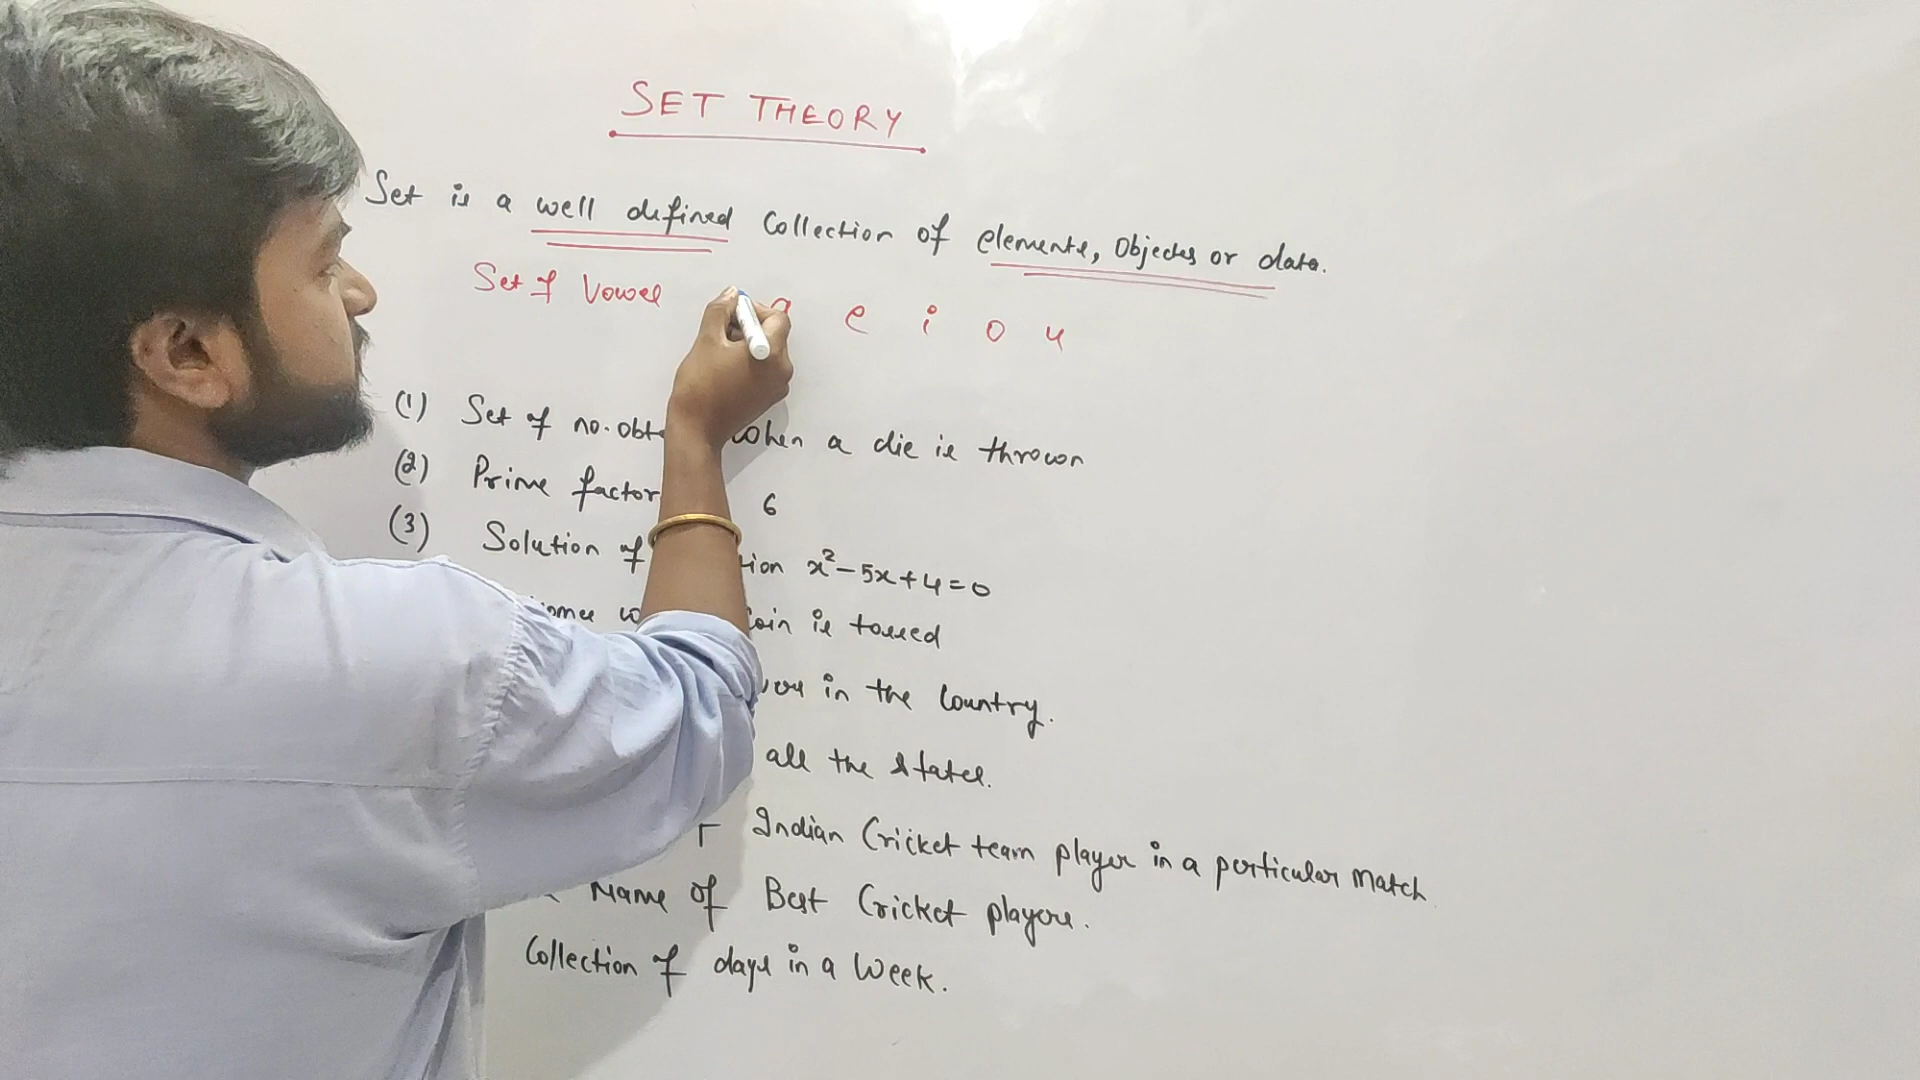 SET THEORY
Set is a well defined Collection of elements, Objects or data.
Set of Vowel a e i o u
(1) Set of no. when a die is thrown
(2) Prime factor 6
(3) Solution of x²-5x+4=0
coin is tossed
in the Country.
all the states.
Indian Cricket team player in a particular Match
Name of Best Cricket players.
Collection of days in a Week.